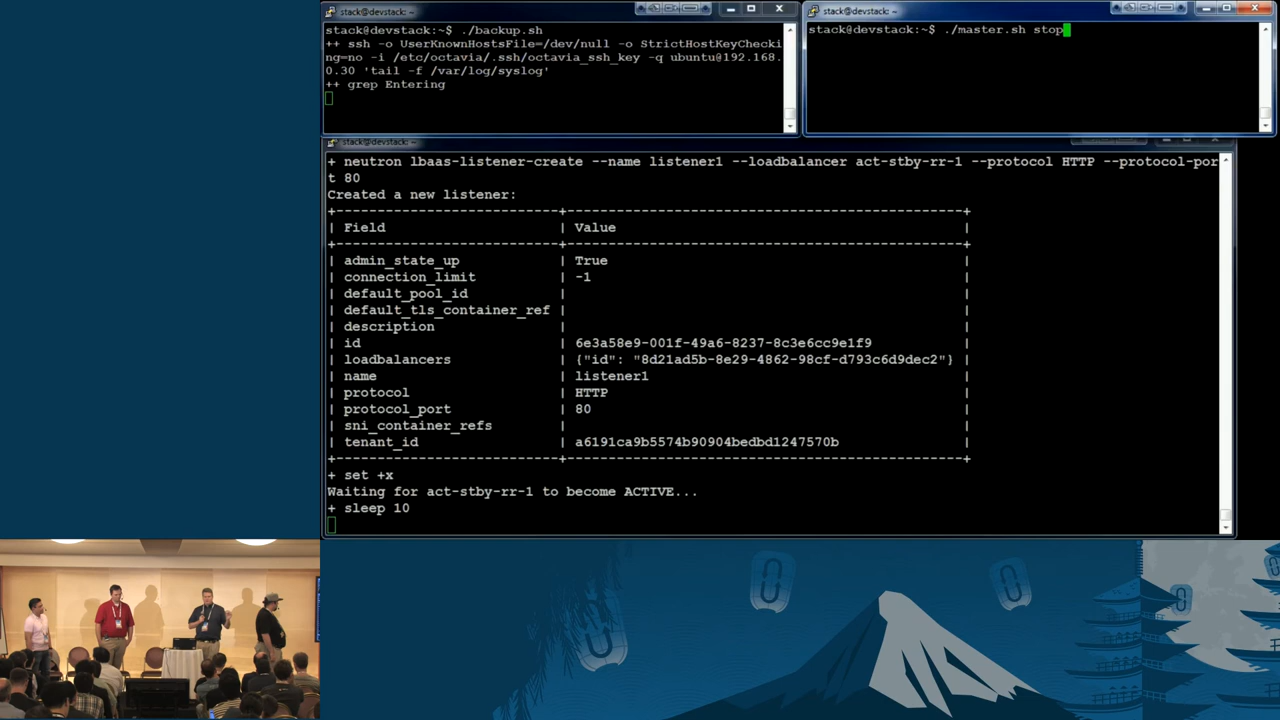 stack@devstack: ~
stack@devstack:~$ ./backup.sh
++ ssh -o UserKnownHostsFile=/dev/null -o StrictHostKeyChecki
ng=no -i /etc/octavia/.ssh/octavia_ssh_key -q ubuntu@192.168.
0.30 'tail -f /var/log/syslog'
++ grep Entering
stack@devstack: ~
stack@devstack:~$ ./master.sh stop
stack@devstack: ~
+ neutron lbaas-listener-create --name listener1 --loadbalancer act-stby-rr-1 --protocol HTTP --protocol-por
t 80
Created a new listener:
+---------------------------+------------------------------------------------+
| Field | Value |
+---------------------------+------------------------------------------------+
| admin_state_up | True |
| connection_limit | -1 |
| default_pool_id | |
| default_tls_container_ref | |
| description | |
| id | 6e3a58e9-001f-49a6-8237-8c3e6cc9e1f9 |
| loadbalancers | {"id": "8d21ad5b-8e29-4862-98cf-d793c6d9dec2"} |
| name | listener1 |
| protocol | HTTP |
| protocol_port | 80 |
| sni_container_refs | |
| tenant_id | a6191ca9b5574b90904bedbd1247570b |
+---------------------------+------------------------------------------------+
+ set +x
Waiting for act-stby-rr-1 to become ACTIVE...
+ sleep 10